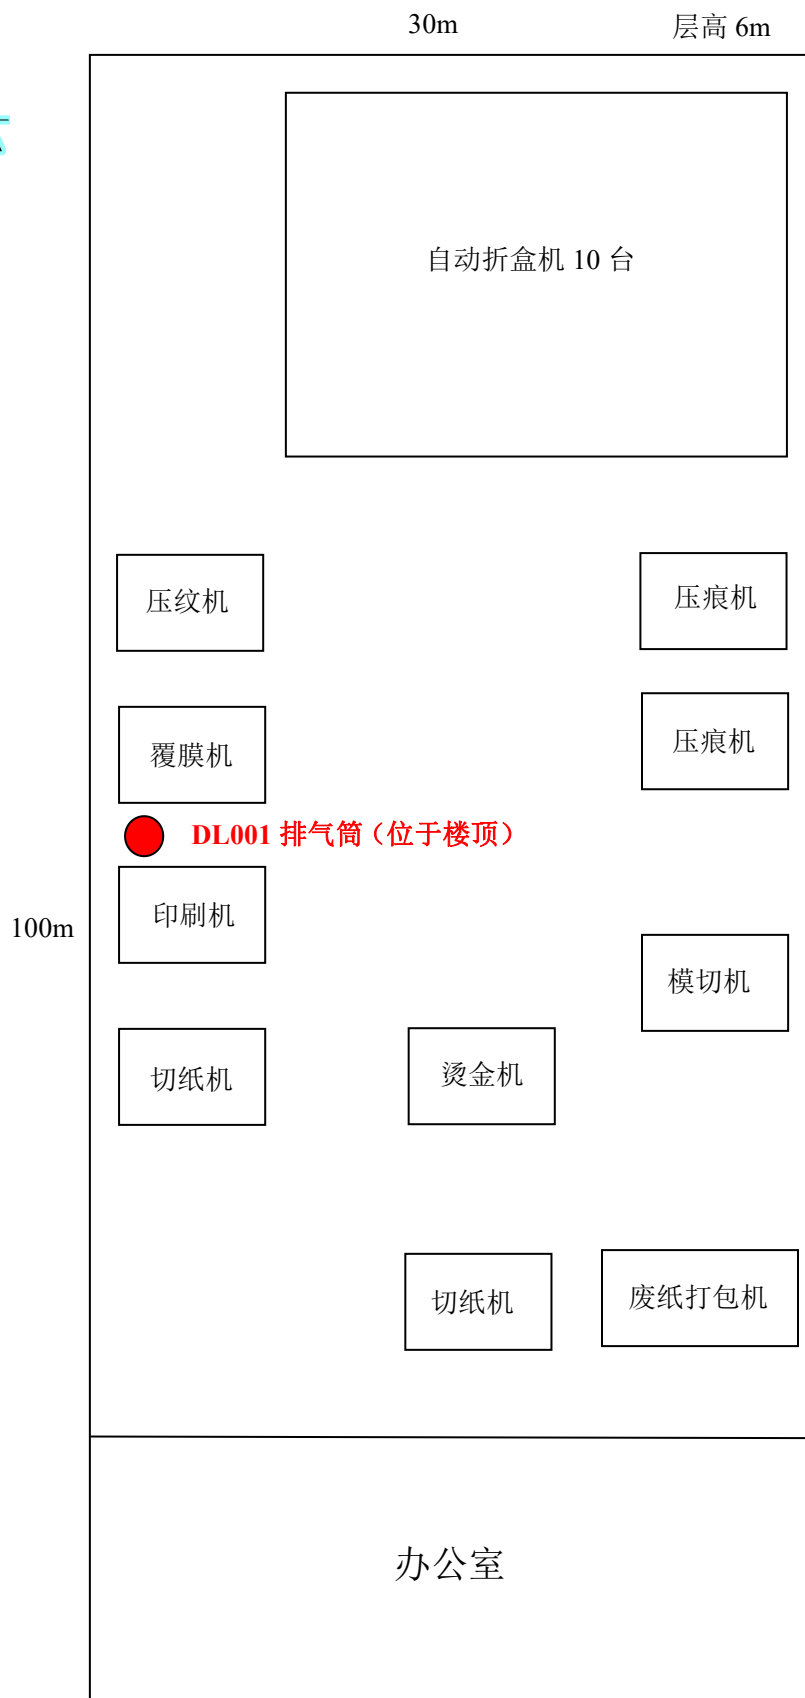 30m
层高 6m
自动折盒机 10 台
压纹机
压痕机
覆膜机
压痕机
DL001 排气筒（位于楼顶）
100m
印刷机
模切机
切纸机
烫金机
切纸机
废纸打包机
办公室